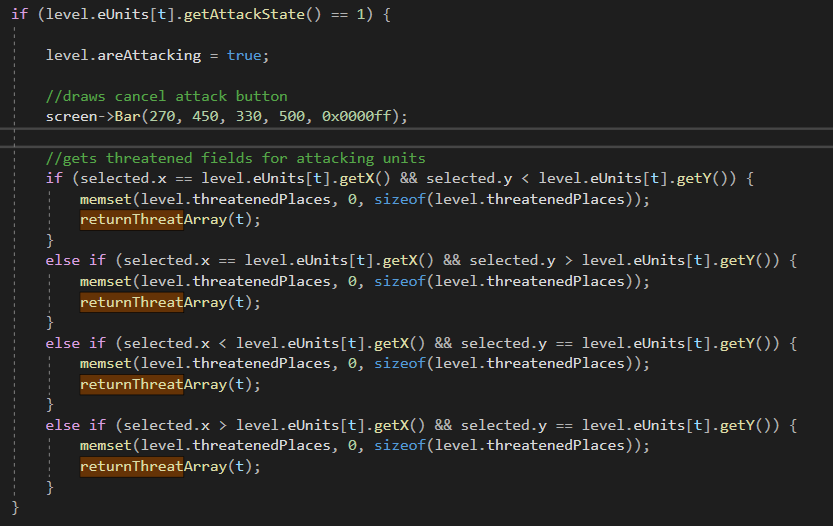 if (level.eUnits[t].getAttackState() == 1) {
level.areAttacking = true;
//draws cancel attack button
screen->Bar(270, 450, 330, 500, 0x0000ff);
//gets threatened fields for attacking units
if (selected.x == level.eUnits[t].getX() && selected.y < level.eUnits[t].getY()) {
memset(level.threatenedPlaces, 0, sizeof(level.threatenedPlaces));
returnThreatArray(t);
}
else if (selected.x == level.eUnits[t].getX() && selected.y > level.eUnits[t].getY()) {
memset(level.threatenedPlaces, 0, sizeof(level.threatenedPlaces));
returnThreatArray(t);
}
else if (selected.x < level.eUnits[t].getX() && selected.y == level.eUnits[t].getY()) {
memset(level.threatenedPlaces, 0, sizeof(level.threatenedPlaces));
returnThreatArray(t);
}
else if (selected.x > level.eUnits[t].getX() && selected.y == level.eUnits[t].getY()) {
memset(level.threatenedPlaces, 0, sizeof(level.threatenedPlaces));
returnThreatArray(t);
}
}